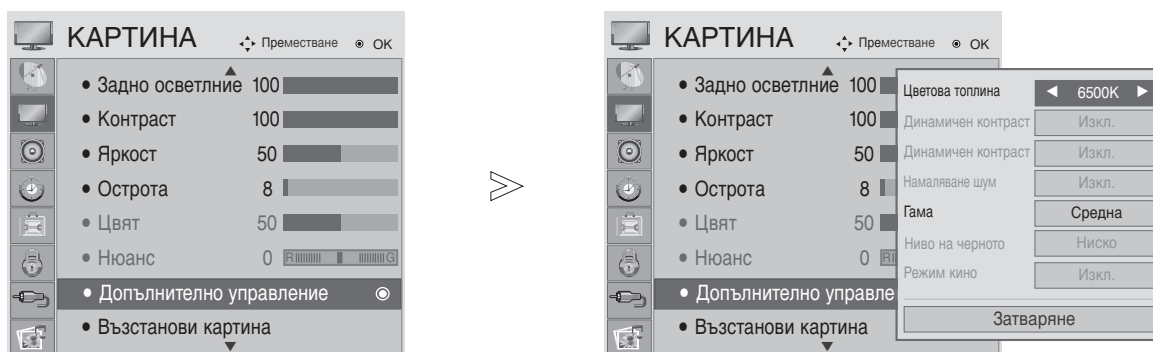 КАРТИНА Преместване OK
• Задно осветлние 100
• Контраст 100
• Яркост 50
• Острота 8
• Цвят 50
• Нюанс 0 R G
• Допълнително управление
• Възстанови картина
КАРТИНА Преместване OK
• Задно осветлние 100
• Контраст 100
• Яркост 50
• Острота 8
• Цвят 50
• Нюанс 0 R
• Допълнително управле
• Възстанови картина
Цветова топлина 6500K
Динамичен контраст Изкл.
Динамичен контраст Изкл.
Намаляване шум Изкл.
Гама Средна
Ниво на черното Ниско
Режим кино Изкл.
Затваряне